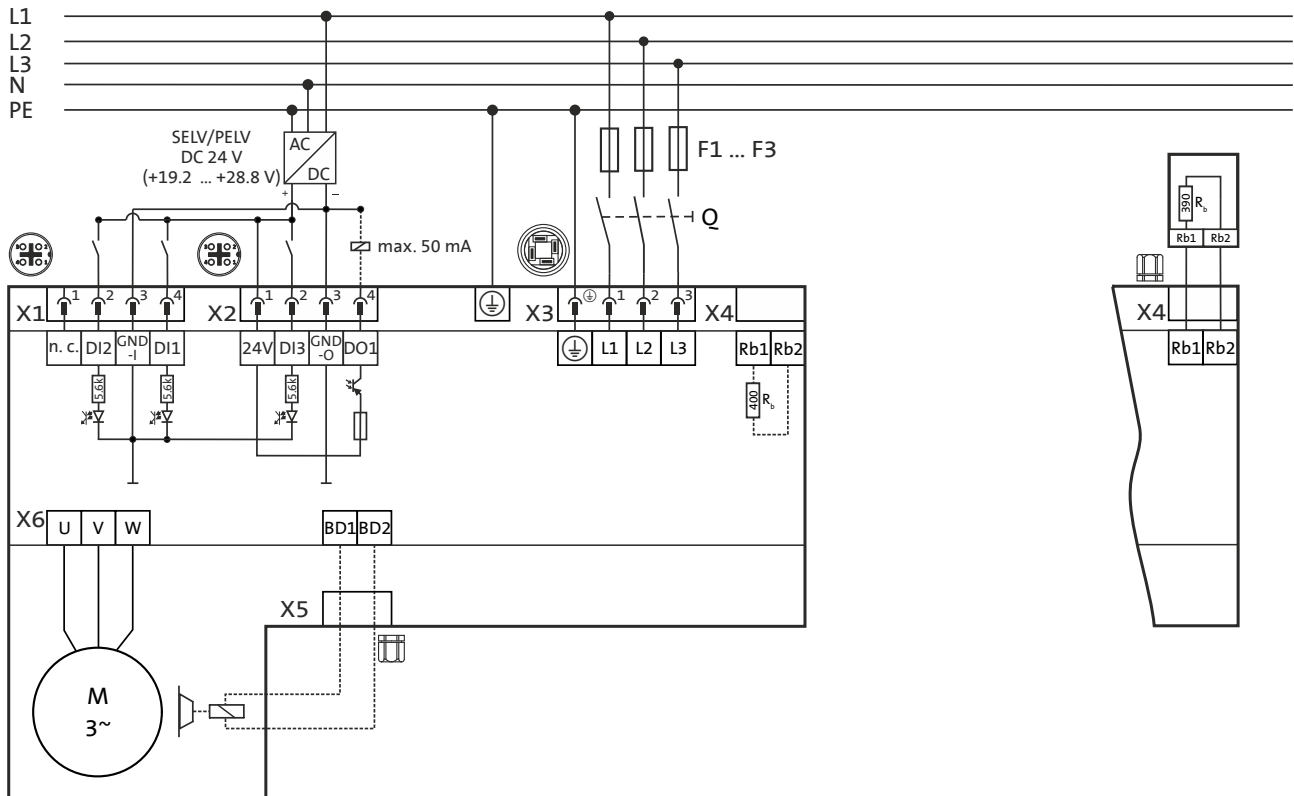 L1
L2
L3
N
PE
SELV/PELV
DC 24 V
(+19.2 ... +28.8 V)
AC
DC
+ –
F1 ... F3
Q
max. 50 mA
390 R_b
Rb1 Rb2
X1 1 2 3 4
X2 1 2 3 4
X3 1 2 3
X4
X4
n. c. DI2 GND-I DI1
24V DI3 GND-O DO1
L1 L2 L3
Rb1 Rb2
Rb1 Rb2
5.6k 5.6k 5.6k
400 R_b
X6 U V W
BD1 BD2
X5
M
3~